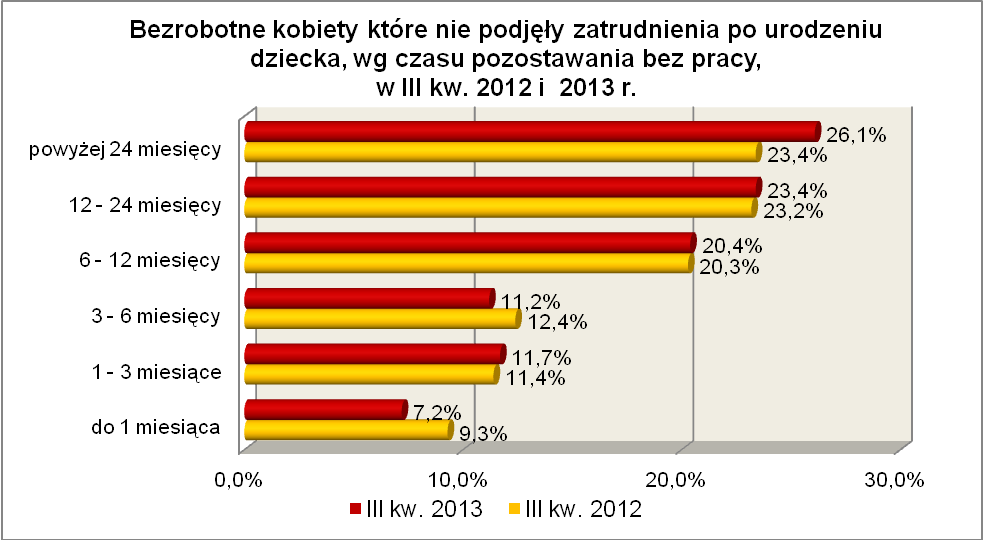 Bezrobotne kobiety które nie podjęły zatrudnienia po urodzeniu
dziecka, wg czasu pozostawania bez pracy,
w III kw. 2012 i  2013 r.
powyżej 24 miesięcy
26,1%
23,4%
12 - 24 miesięcy
23,4%
23,2%
6 - 12 miesięcy
20,4%
20,3%
3 - 6 miesięcy
11,2%
12,4%
1 - 3 miesiące
11,7%
11,4%
do 1 miesiąca
7,2%
9,3%
0,0% 10,0% 20,0% 30,0%
III kw. 2013 III kw. 2012